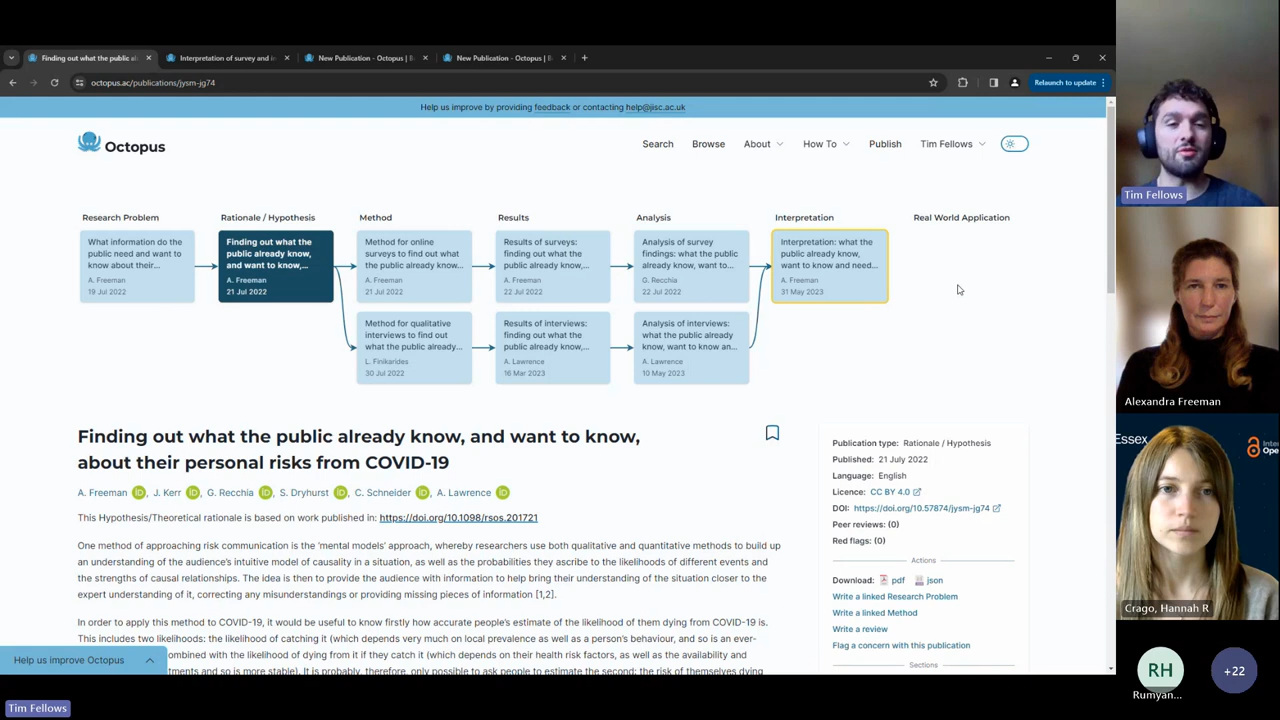 Finding out what the public al
Interpretation of survey and in
New Publication - Octopus | B
New Publication - Octopus | B
octopus.ac/publications/jysm-jg74
Relaunch to update
Help us improve by providing feedback or contacting help@jisc.ac.uk
Octopus
Search
Browse
About
How To
Publish
Tim Fellows
Research Problem
Rationale / Hypothesis
Method
Results
Analysis
Interpretation
Real World Application
What information do the
public need and want to
know about their...
A. Freeman
19 Jul 2022
Finding out what the
public already know,
and want to know,...
A. Freeman
21 Jul 2022
Method for online
surveys to find out what
the public already know...
A. Freeman
21 Jul 2022
Results of surveys:
finding out what the
public already know,...
A. Freeman
22 Jul 2022
Analysis of survey
findings: what the public
already know, want to...
G. Recchia
22 Jul 2022
Interpretation: what the
public already know,
want to know and need...
A. Freeman
31 May 2023
Method for qualitative
interviews to find out
what the public already...
L. Finikarides
30 Jul 2022
Results of interviews:
finding out what the
public already know,...
A. Lawrence
16 Mar 2023
Analysis of interviews:
what the public already
know, want to know an...
A. Lawrence
10 May 2023
Finding out what the public already know, and want to know,
about their personal risks from COVID-19
A. Freeman iD , J. Kerr iD , G. Recchia iD , S. Dryhurst iD , C. Schneider iD , A. Lawrence iD
This Hypothesis/Theoretical rationale is based on work published in: https://doi.org/10.1098/rsos.201721
One method of approaching risk communication is the 'mental models' approach, whereby researchers use both qualitative and quantitative methods to build up
an understanding of the audience's intuitive model of causality in a situation, as well as the probabilities they ascribe to the likelihoods of different events and
the strengths of causal relationships. The idea is then to provide the audience with information to help bring their understanding of the situation closer to the
expert understanding of it, correcting any misunderstandings or providing missing pieces of information [1,2].
In order to apply this method to COVID-19, it would be useful to know firstly how accurate people's estimate of the likelihood of them dying from COVID-19 is.
This includes two likelihoods: the likelihood of catching it (which depends very much on local prevalence as well as a person's behaviour, and so is an ever-
ombined with the likelihood of dying from it if they catch it (which depends on their health risk factors, as well as the availability and
tments and so is more stable). It is probably, therefore, only possible to ask people to estimate the second: the risk of themselves dying
Help us improve Octopus
Publication type: Rationale / Hypothesis
Published: 21 July 2022
Language: English
Licence: CC BY 4.0
DOI: https://doi.org/10.57874/jysm-jg74
Peer reviews: (0)
Red flags: (0)
Actions
Download: pdf json
Write a linked Research Problem
Write a linked Method
Write a review
Flag a concern with this publication
Sections
Tim Fellows
Alexandra Freeman
Essex
Inte
Ope
Crago, Hannah R
RH
Rumyan...
+22
Tim Fellows